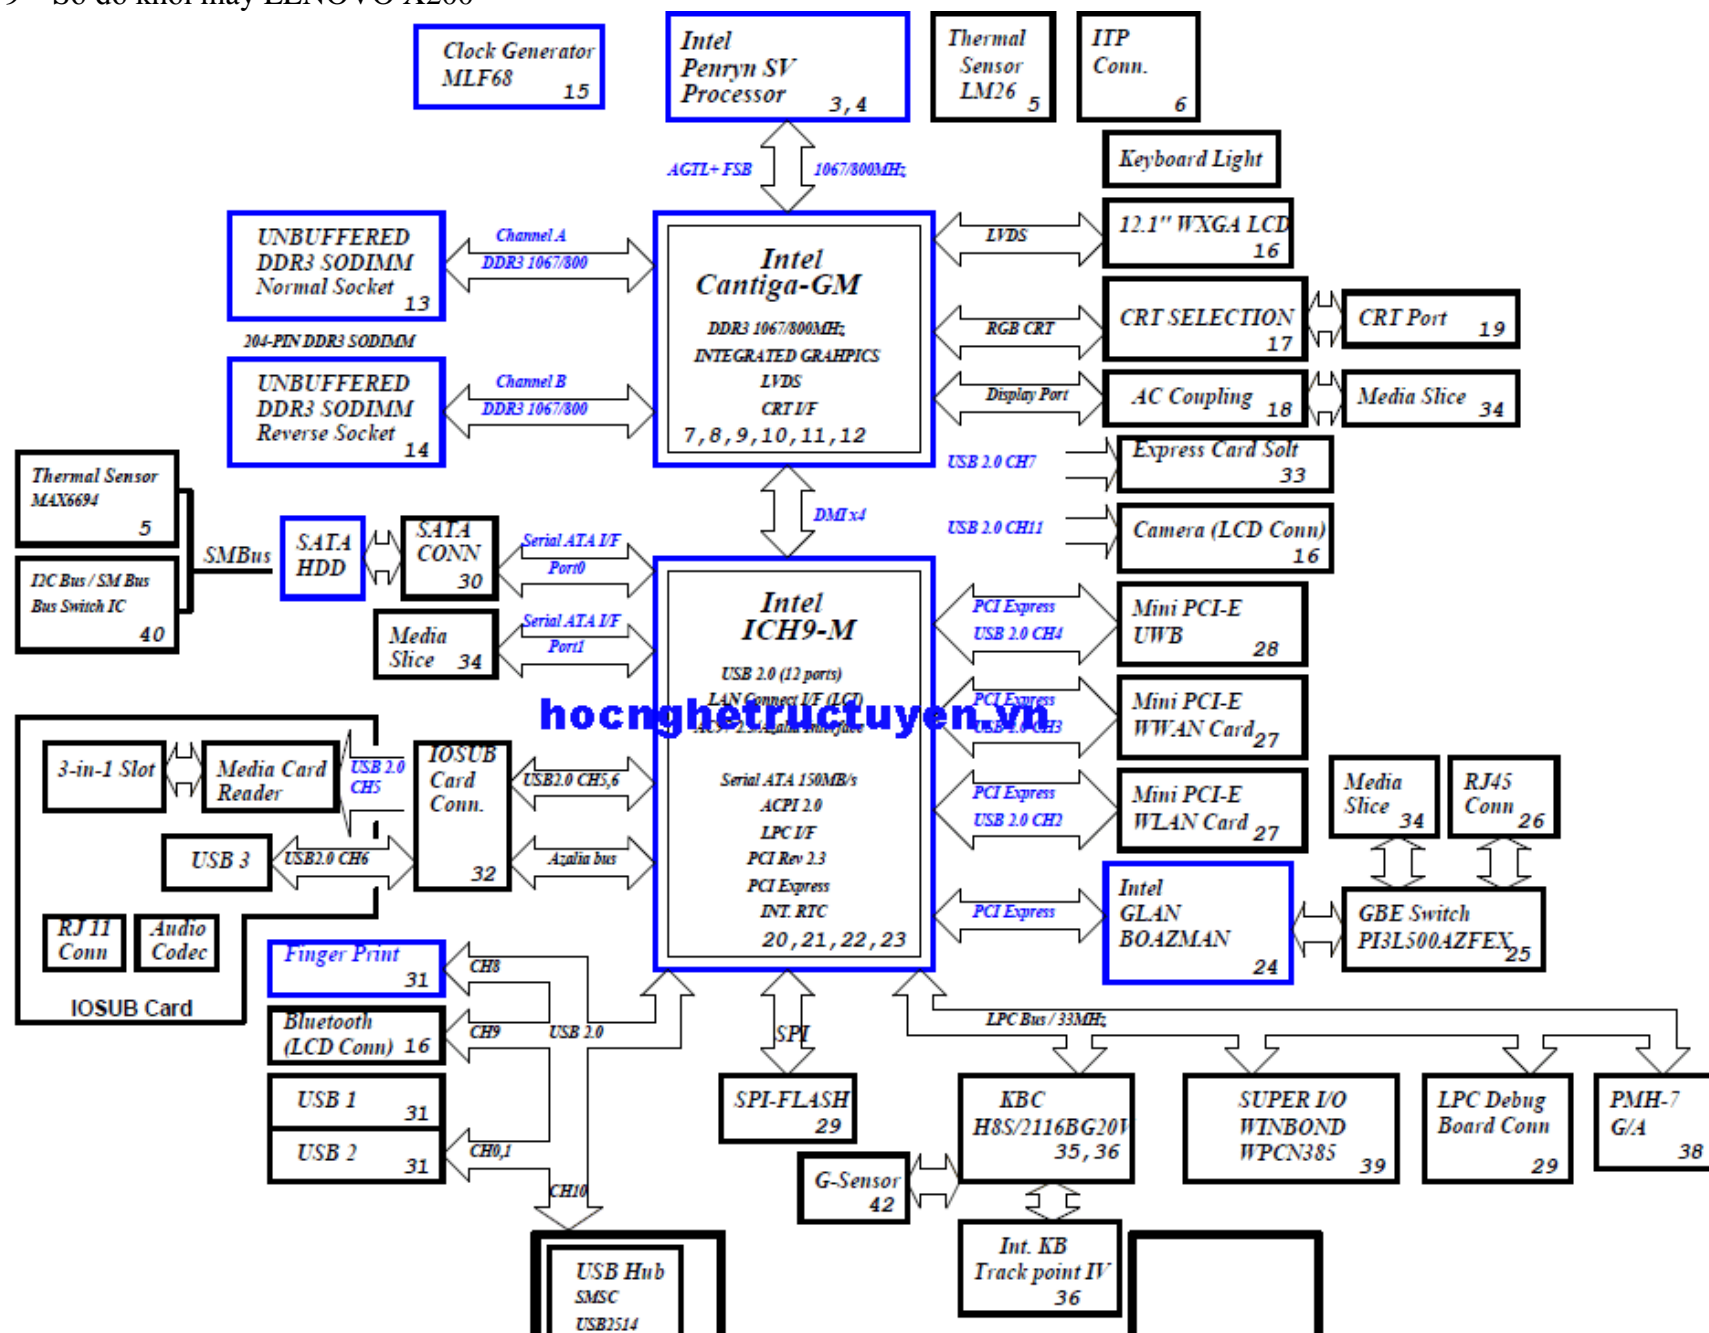 Clock Generator
MLF68
15
Intel
Penryn SV
Processor
3,4
Thermal
Sensor
LM26
5
ITP
Conn.
6
AGTL+ FSB
1067/800MHz
Keyboard Light
UNBUFFERED
DDR3 SODIMM
Normal Socket
13
Channel A
DDR3 1067/800
204-PIN DDR3 SODIMM
UNBUFFERED
DDR3 SODIMM
Reverse Socket
14
Channel B
DDR3 1067/800
Intel
Cantiga-GM
DDR3 1067/800MHz
INTEGRATED GRAHPICS
LVDS
CRT I/F
7,8,9,10,11,12
LVDS
12.1" WXGA LCD
16
RGB CRT
CRT SELECTION
17
CRT Port
19
Display Port
AC Coupling
18
Media Slice
34
USB 2.0 CH7
Express Card Solt
33
USB 2.0 CH11
Camera (LCD Conn)
16
DMI x4
Thermal Sensor
MAX6694
5
I2C Bus / SM Bus
Bus Switch IC
40
SMBus
SATA
HDD
SATA
CONN
30
Serial ATA I/F
Port0
Media
Slice
34
Serial ATA I/F
Port1
Intel
ICH9-M
USB 2.0 (12 ports)
LAN Connect I/F (LCI)
hocnghetructuyen.vn
Serial ATA 150MB/s
ACPI 2.0
LPC I/F
PCI Rev 2.3
PCI Express
INT. RTC
20,21,22,23
PCI Express
USB 2.0 CH4
Mini PCI-E
UWB
28
PCI Express
USB 2.0 CH3
Mini PCI-E
WWAN Card
27
PCI Express
USB 2.0 CH2
Mini PCI-E
WLAN Card
27
Media
Slice
34
RJ45
Conn
26
PCI Express
Intel
GLAN
BOAZMAN
24
GBE Switch
PI3L500AZFEX
25
3-in-1 Slot
Media Card
Reader
USB 2.0
CH5
IOSUB
Card
Conn.
32
USB2.0 CH5,6
USB 3
USB2.0 CH6
Azalia bus
RJ 11
Conn
Audio
Codec
IOSUB Card
Finger Print
31
CH8
Bluetooth
(LCD Conn)
16
CH9
USB 2.0
USB 1
31
USB 2
31
CH0,1
CH10
SPI
LPC Bus / 33MHz
SPI-FLASH
29
KBC
H8S/2116BG20V
35,36
SUPER I/O
WINBOND
WPCN385
39
LPC Debug
Board Conn
29
PMH-7
G/A
38
G-Sensor
42
Int. KB
Track point IV
36
USB Hub
SMSC
USB2514